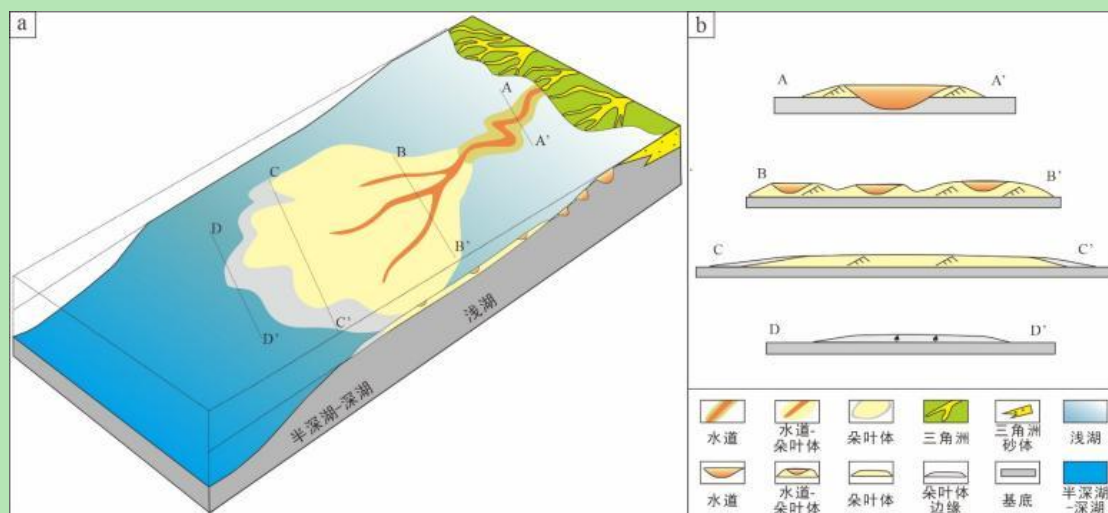 a
A
A'
B
C
D
B'
C'
D'
浅湖
半深湖-深湖
b
A A'
B B'
C C'
D D'
水道
水道-
朵叶体
朵叶体
三角洲
三角洲
砂体
浅湖
水道
水道-
朵叶体
朵叶体
朵叶体
边缘
基底
半深湖
-深湖